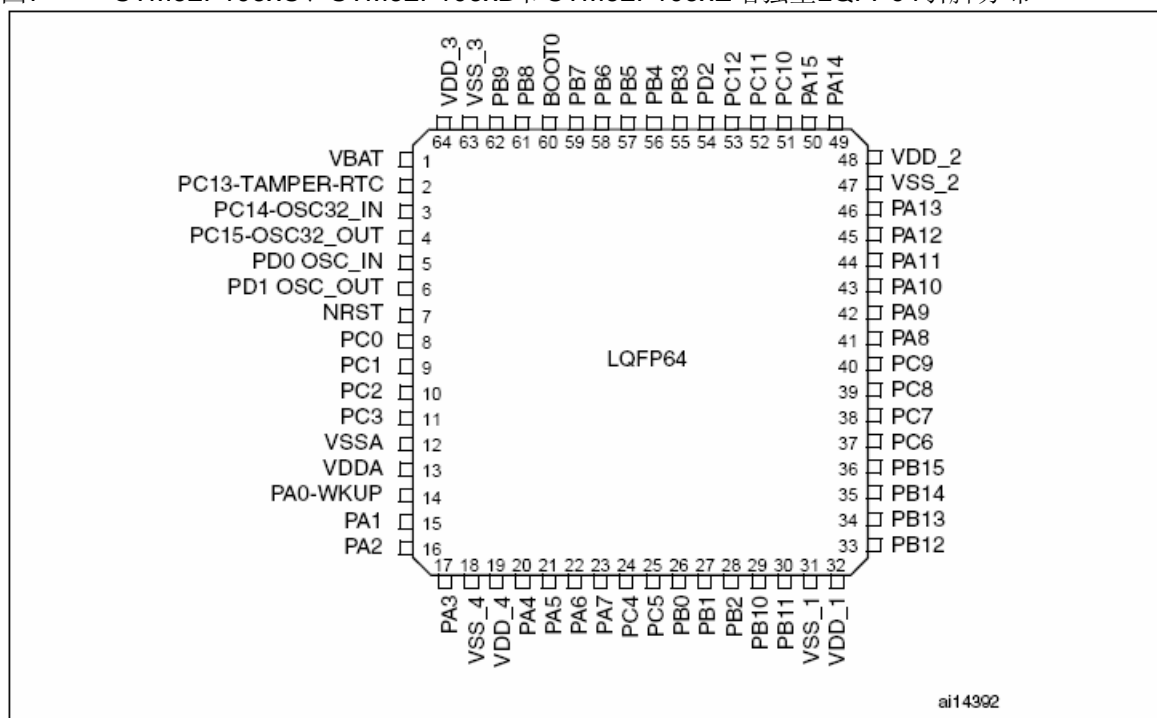 VDD_3 VSS_3 PB9 PB8 BOOT0 PB7 PB6 PB5 PB4 PB3 PD2 PC12 PC11 PC10 PA15 PA14
64 63 62 61 60 59 58 57 56 55 54 53 52 51 50 49
VBAT 1 48 VDD_2
PC13-TAMPER-RTC 2 47 VSS_2
PC14-OSC32_IN 3 46 PA13
PC15-OSC32_OUT 4 45 PA12
PD0 OSC_IN 5 44 PA11
PD1 OSC_OUT 6 43 PA10
NRST 7 42 PA9
PC0 8 41 PA8
PC1 9 LQFP64 40 PC9
PC2 10 39 PC8
PC3 11 38 PC7
VSSA 12 37 PC6
VDDA 13 36 PB15
PA0-WKUP 14 35 PB14
PA1 15 34 PB13
PA2 16 33 PB12
17 18 19 20 21 22 23 24 25 26 27 28 29 30 31 32
PA3 VSS_4 VDD_4 PA4 PA5 PA6 PA7 PC4 PC5 PB0 PB1 PB2 PB10 PB11 VSS_1 VDD_1
ai14392